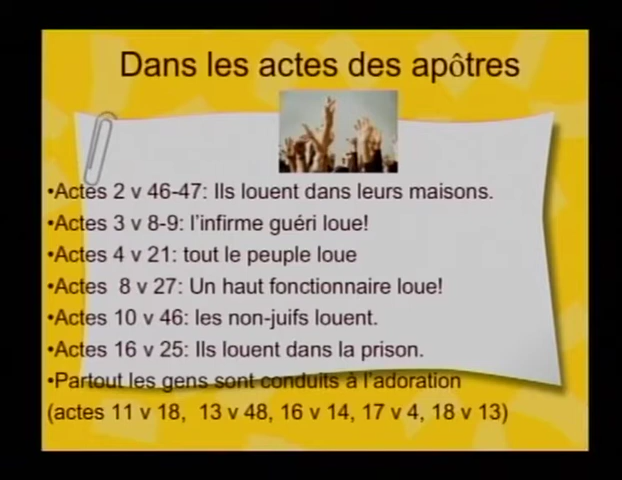 Dans les actes des apôtres
•Actes 2 v 46-47: Ils louent dans leurs maisons.
•Actes 3 v 8-9: l'infirme guéri loue!
•Actes 4 v 21: tout le peuple loue
•Actes  8 v 27: Un haut fonctionnaire loue!
•Actes 10 v 46: les non-juifs louent.
•Actes 16 v 25: Ils louent dans la prison.
•Partout les gens sont conduits à l'adoration
(actes 11 v 18,  13 v 48, 16 v 14, 17 v 4, 18 v 13)